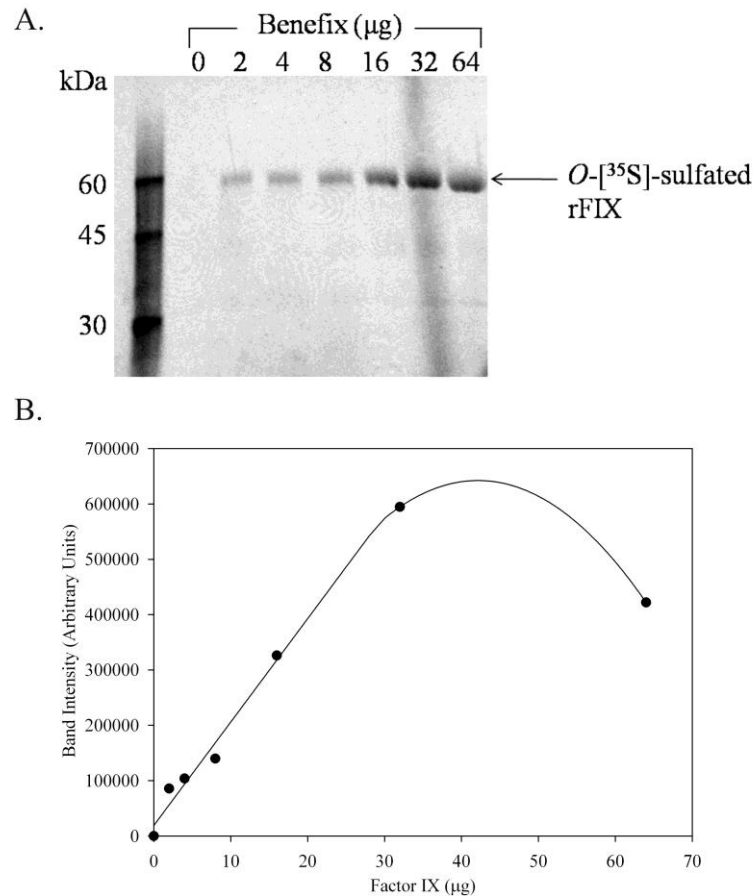 A.
Benefix (μg)
0 2 4 8 16 32 64
kDa
60
45
30
O-[³⁵S]-sulfated
rFIX
B.
700000
600000
500000
400000
300000
200000
100000
0
Band Intensity (Arbitrary Units)
0 10 20 30 40 50 60 70
Factor IX (μg)